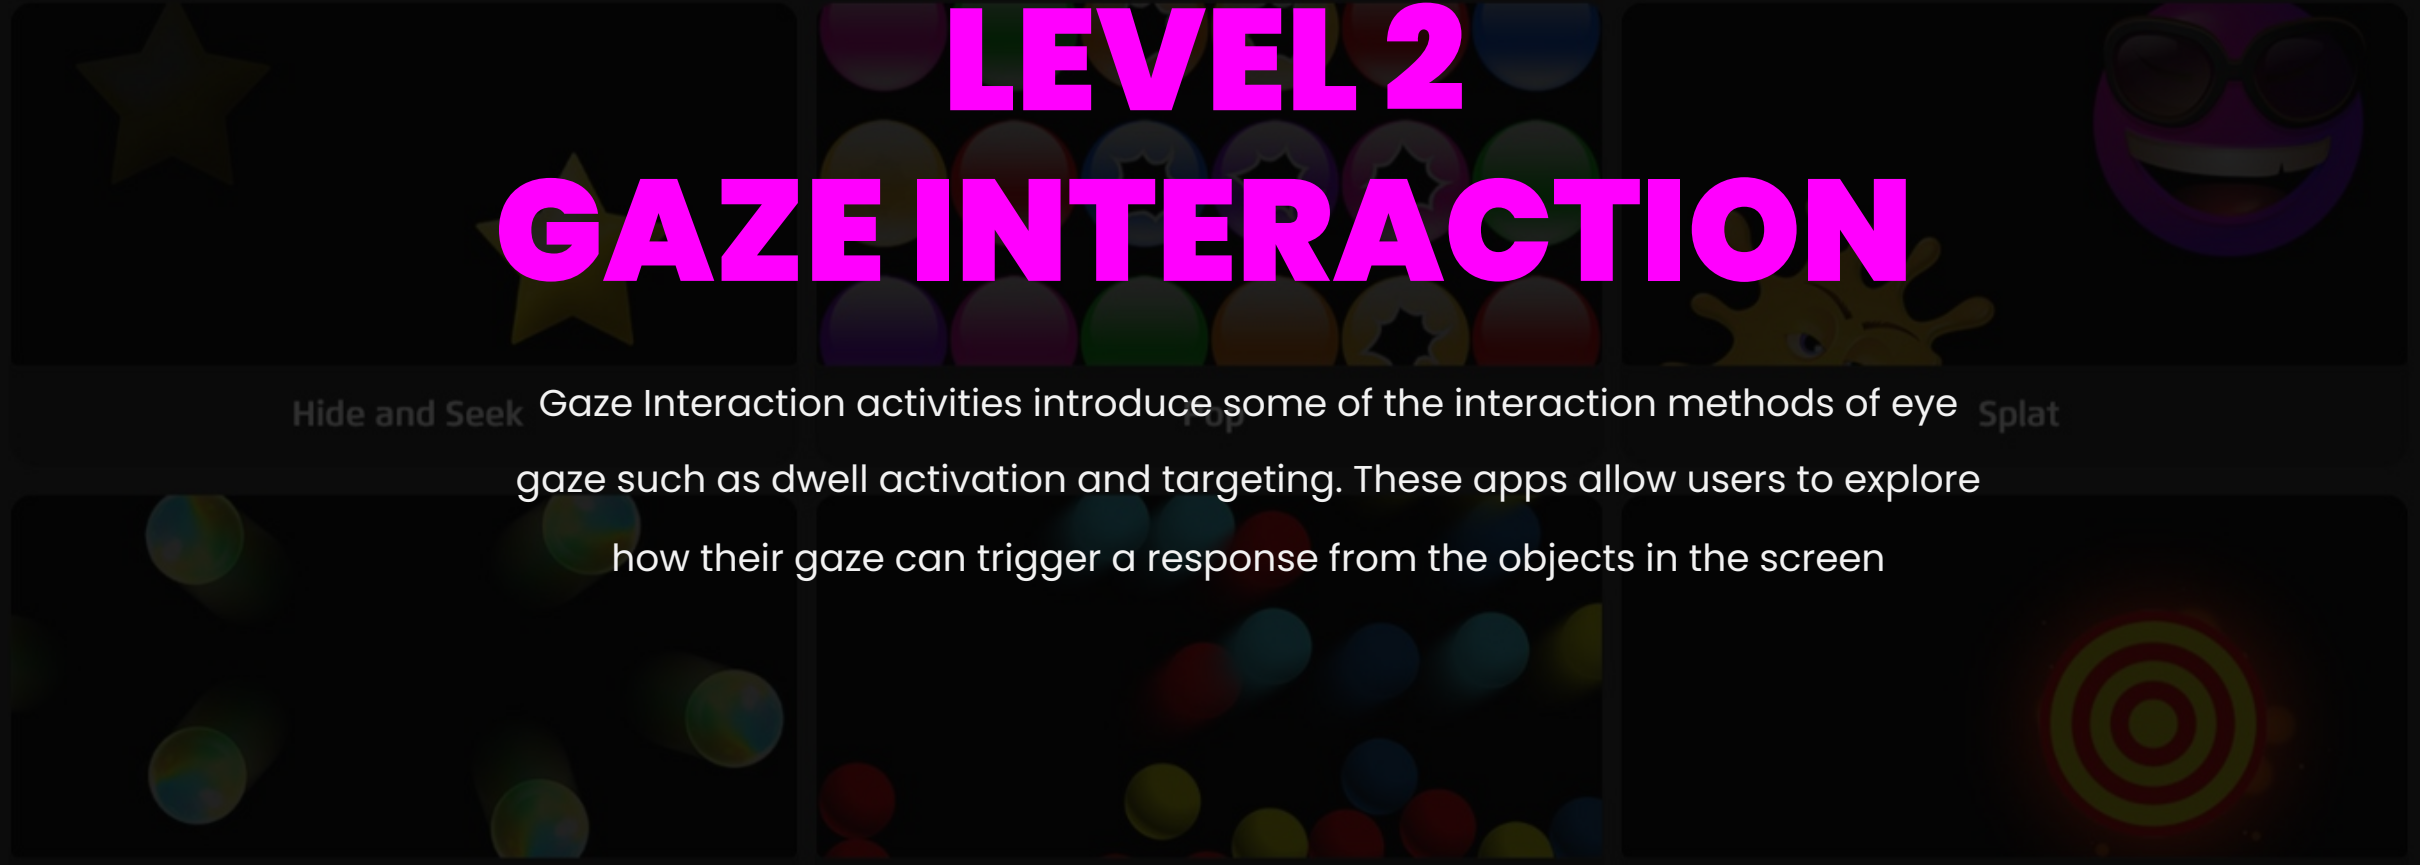 LEVEL 2
GAZE INTERACTION
Hide and Seek
Pop
Splat
Gaze Interaction activities introduce some of the interaction methods of eye
gaze such as dwell activation and targeting. These apps allow users to explore
how their gaze can trigger a response from the objects in the screen